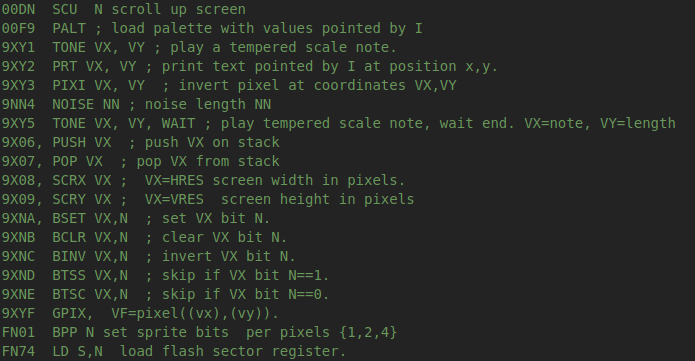 00DN  SCU  N scroll up screen
00F9  PALT ; load palette with values pointed by I
9XY1  TONE VX, VY ; play a tempered scale note.
9XY2  PRT VX, VY ; print text pointed by I at position x,y.
9XY3  PIXI VX, VY  ; invert pixel at coordinates VX,VY
9NN4  NOISE NN ; noise length NN
9XY5  TONE VX, VY, WAIT ; play tempered scale note, wait end. VX=note, VY=length
9X06, PUSH VX  ; push VX on stack
9X07, POP VX  ; pop VX from stack
9X08, SCRX VX ;  VX=HRES screen width in pixels.
9X09, SCRY VX ;  VX=VRES  screen height in pixels
9XNA, BSET VX,N  ; set VX bit N.
9XNB  BCLR VX,N  ; clear VX bit N.
9XNC  BINV VX,N  ; invert VX bit N.
9XND  BTSS VX,N  ; skip if VX bit N==1.
9XNE  BTSC VX,N  ; skip if VX bit N==0.
9XYF  GPIX,  VF=pixel((vx),(vy)).
FN01  BPP N set sprite bits  per pixels {1,2,4}
FN74  LD S,N  load flash sector register.